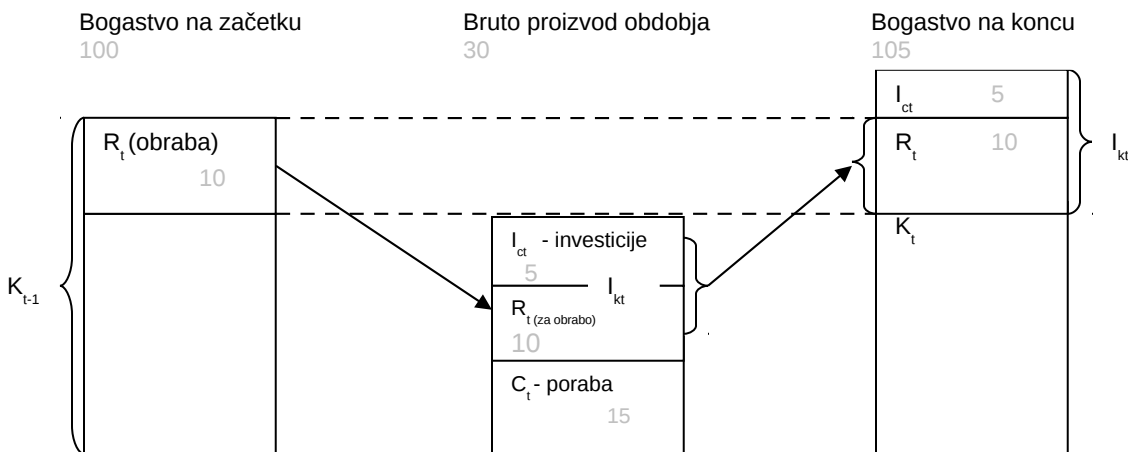 Bogastvo na začetku
100
Bruto proizvod obdobja
30
Bogastvo na koncu
105
K t-1
R t (obraba)
10
I ct - investicije
5
I kt
R t (za obrabo)
10
C t - poraba
15
I ct 5
R t 10
K t
I kt